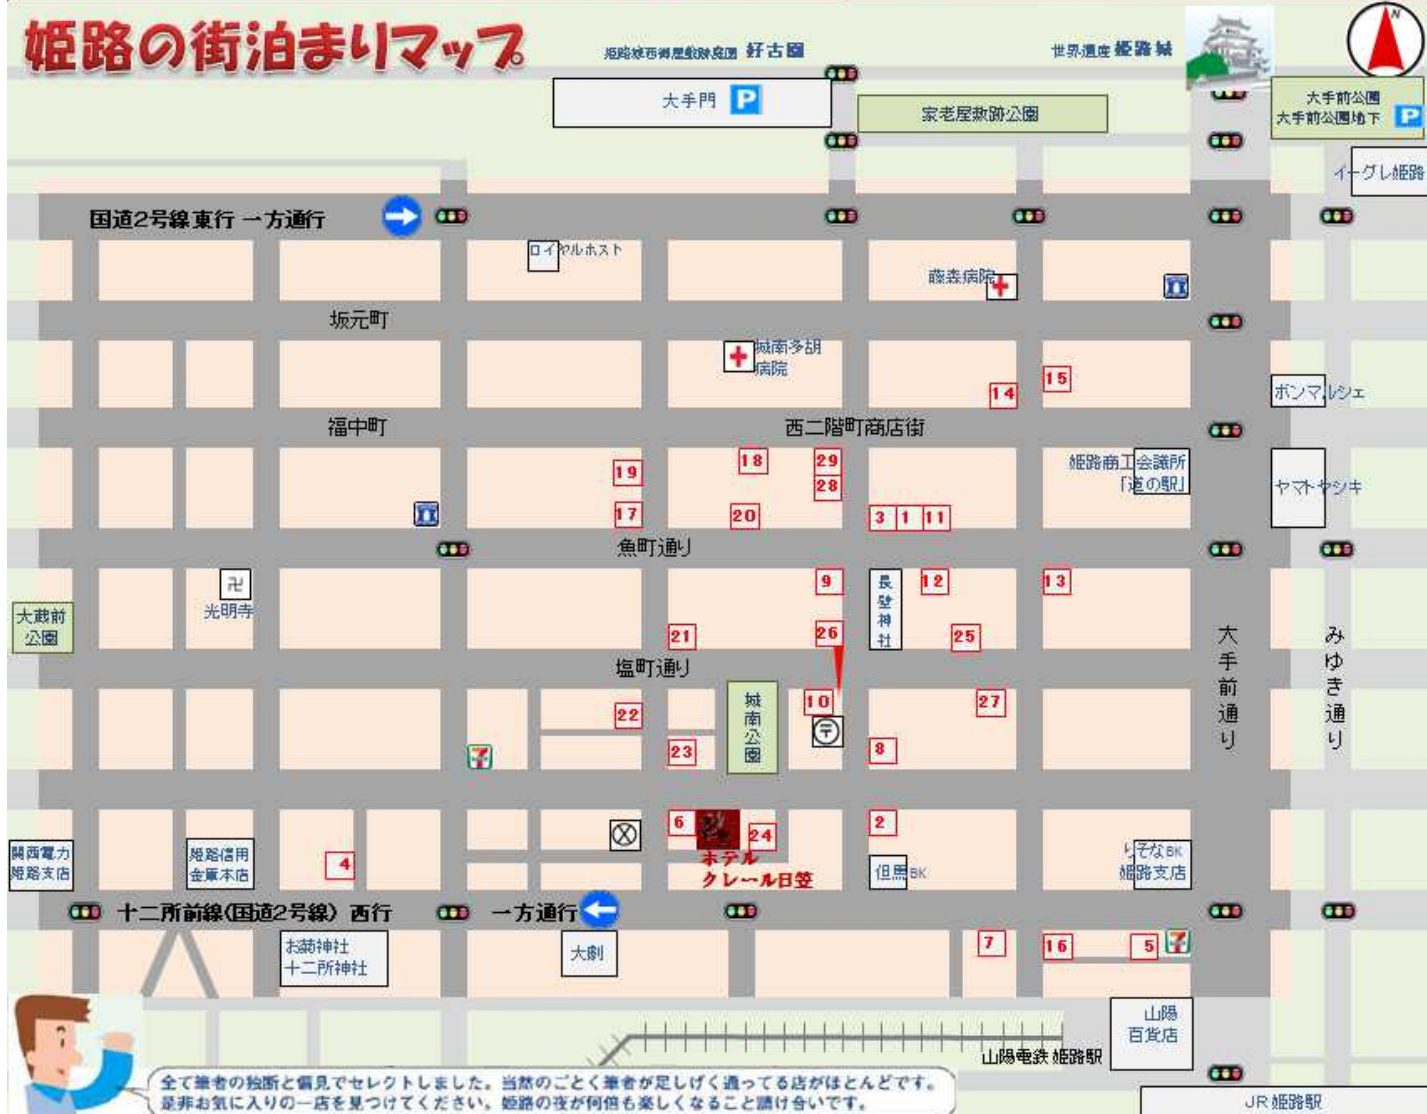 姫路の街泊まりマップ
姫路城西御屋敷跡庭園 好古園
世界遺産 姫路城
N
大手門 P
家老屋敷跡公園
大手前公園
大手前公園地下 P
イーグレ姫路
国道2号線東行 一方通行
ロイヤルホスト
藤森病院
坂元町
城南多胡
病院
14
15
ボンマルシェ
福中町
西二階町商店街
19
18
29
28
姫路商工会議所
「道の駅」
ヤマトヤシキ
17
20
3
1
11
魚町通り
卍
光明寺
9
長壁神社
12
13
大蔵前
公園
21
26
25
大手前通り
みゆき通り
塩町通り
22
城南公園
10
〒
27
23
8
7
6
24
2
ホテル
クレール日笠
関西電力
姫路支店
姫路信用
金庫本店
4
但馬BK
りそなBK
姫路支店
十二所前線(国道2号線) 西行
一方通行
お菊神社
十二所神社
大劇
7
16
5
7
山陽
百貨店
山陽電鉄 姫路駅
全て筆者の独断と偏見でセレクトしました。当然のごとく筆者が足しげく通ってる店がほとんどです。
是非お気に入りの一店を見つけてください。姫路の夜が何倍も楽しくなること請け合いです。
JR 姫路駅